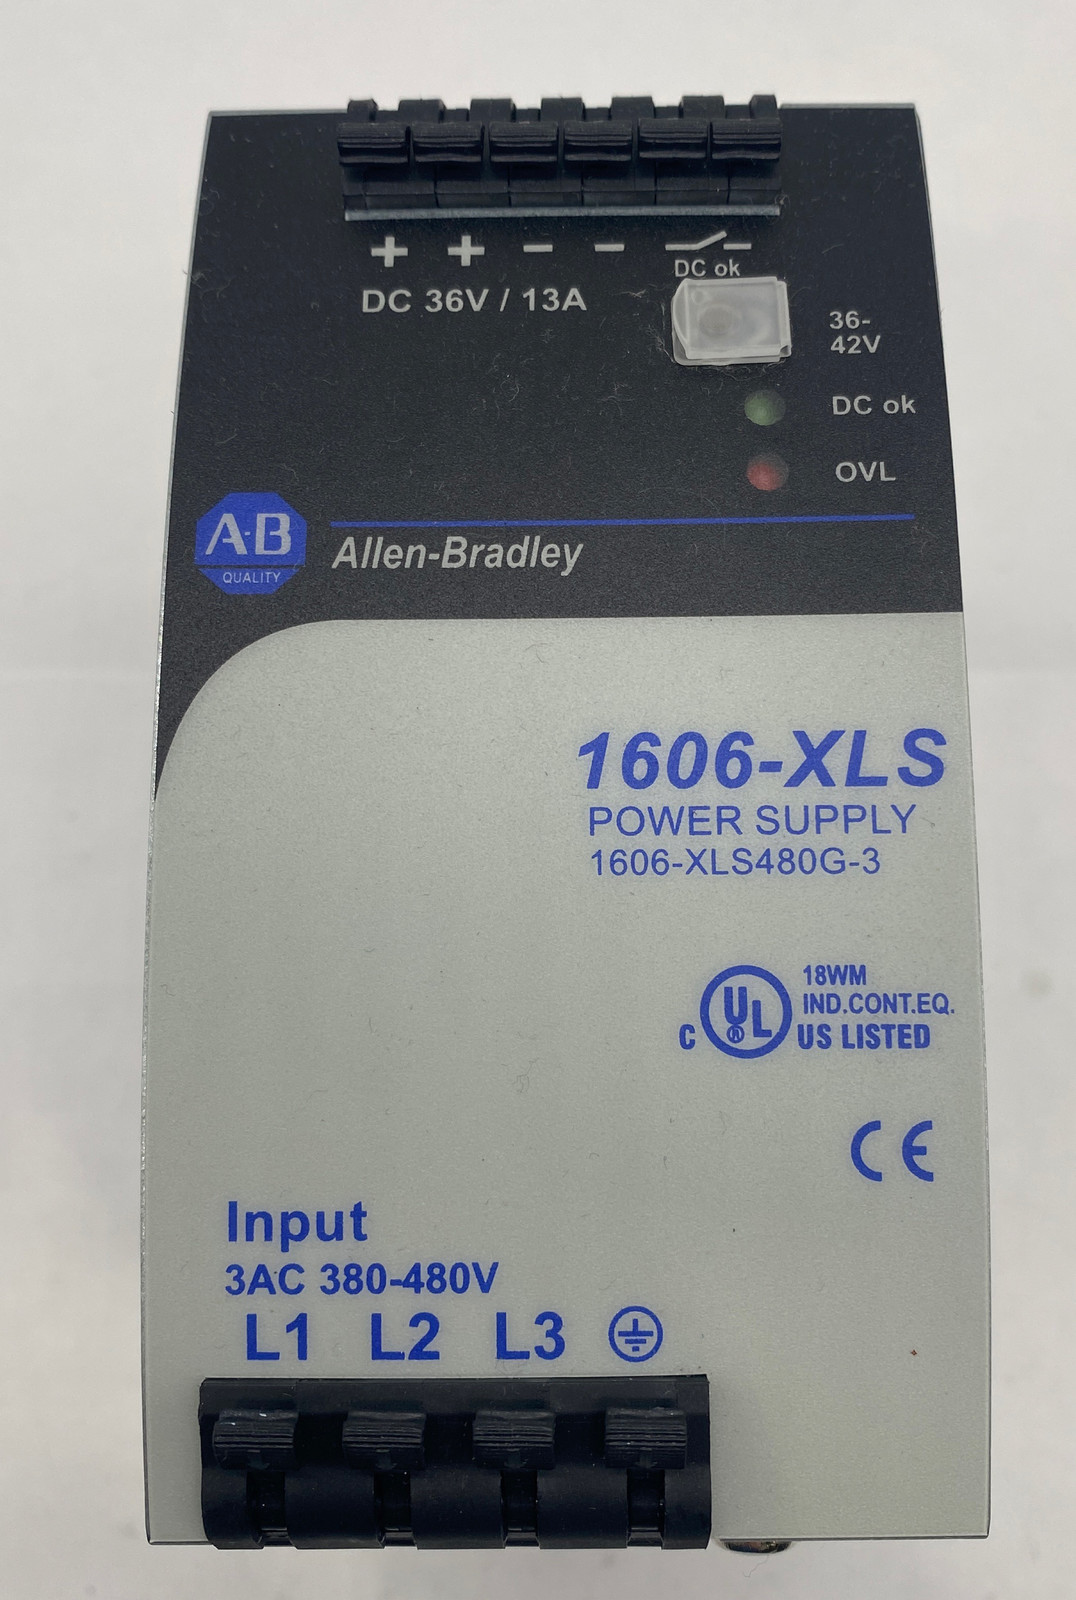 + + − −
DC ok
DC 36V / 13A
36-
42V
DC ok
OVL
A-B
QUALITY
Allen-Bradley
1606-XLS
POWER SUPPLY
1606-XLS480G-3
18WM
IND.CONT.EQ.
C UL US LISTED
CE
Input
3AC 380-480V
L1 L2 L3